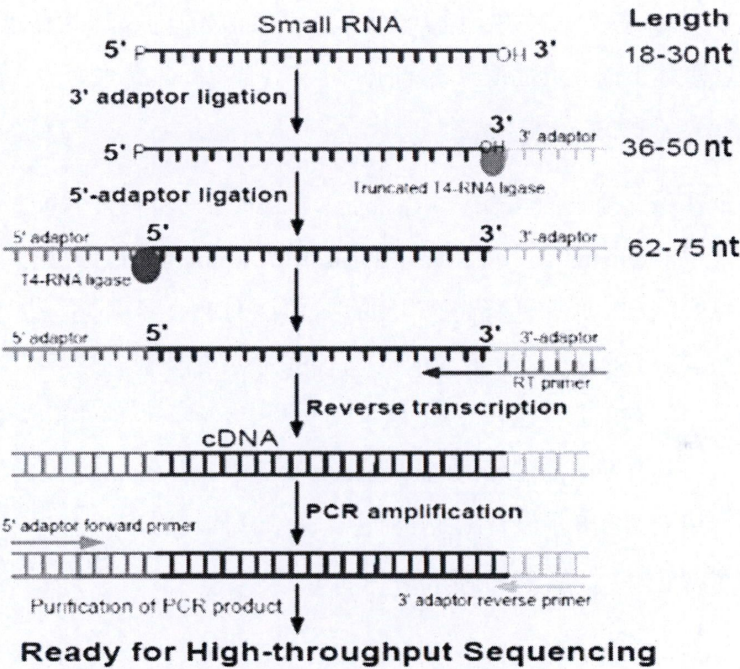 Small RNA
Length
5' P OH 3'
18-30 nt
3' adaptor ligation
3'
5' P OH 3' adaptor
36-50 nt
5'-adaptor ligation
Truncated T4-RNA ligase
5' adaptor 5' 3' 3'-adaptor
62-75 nt
T4-RNA ligase
5' adaptor 5' 3' 3'-adaptor
RT primer
Reverse transcription
cDNA
PCR amplification
5' adaptor forward primer
Purification of PCR product
3' adaptor reverse primer
Ready for High-throughput Sequencing